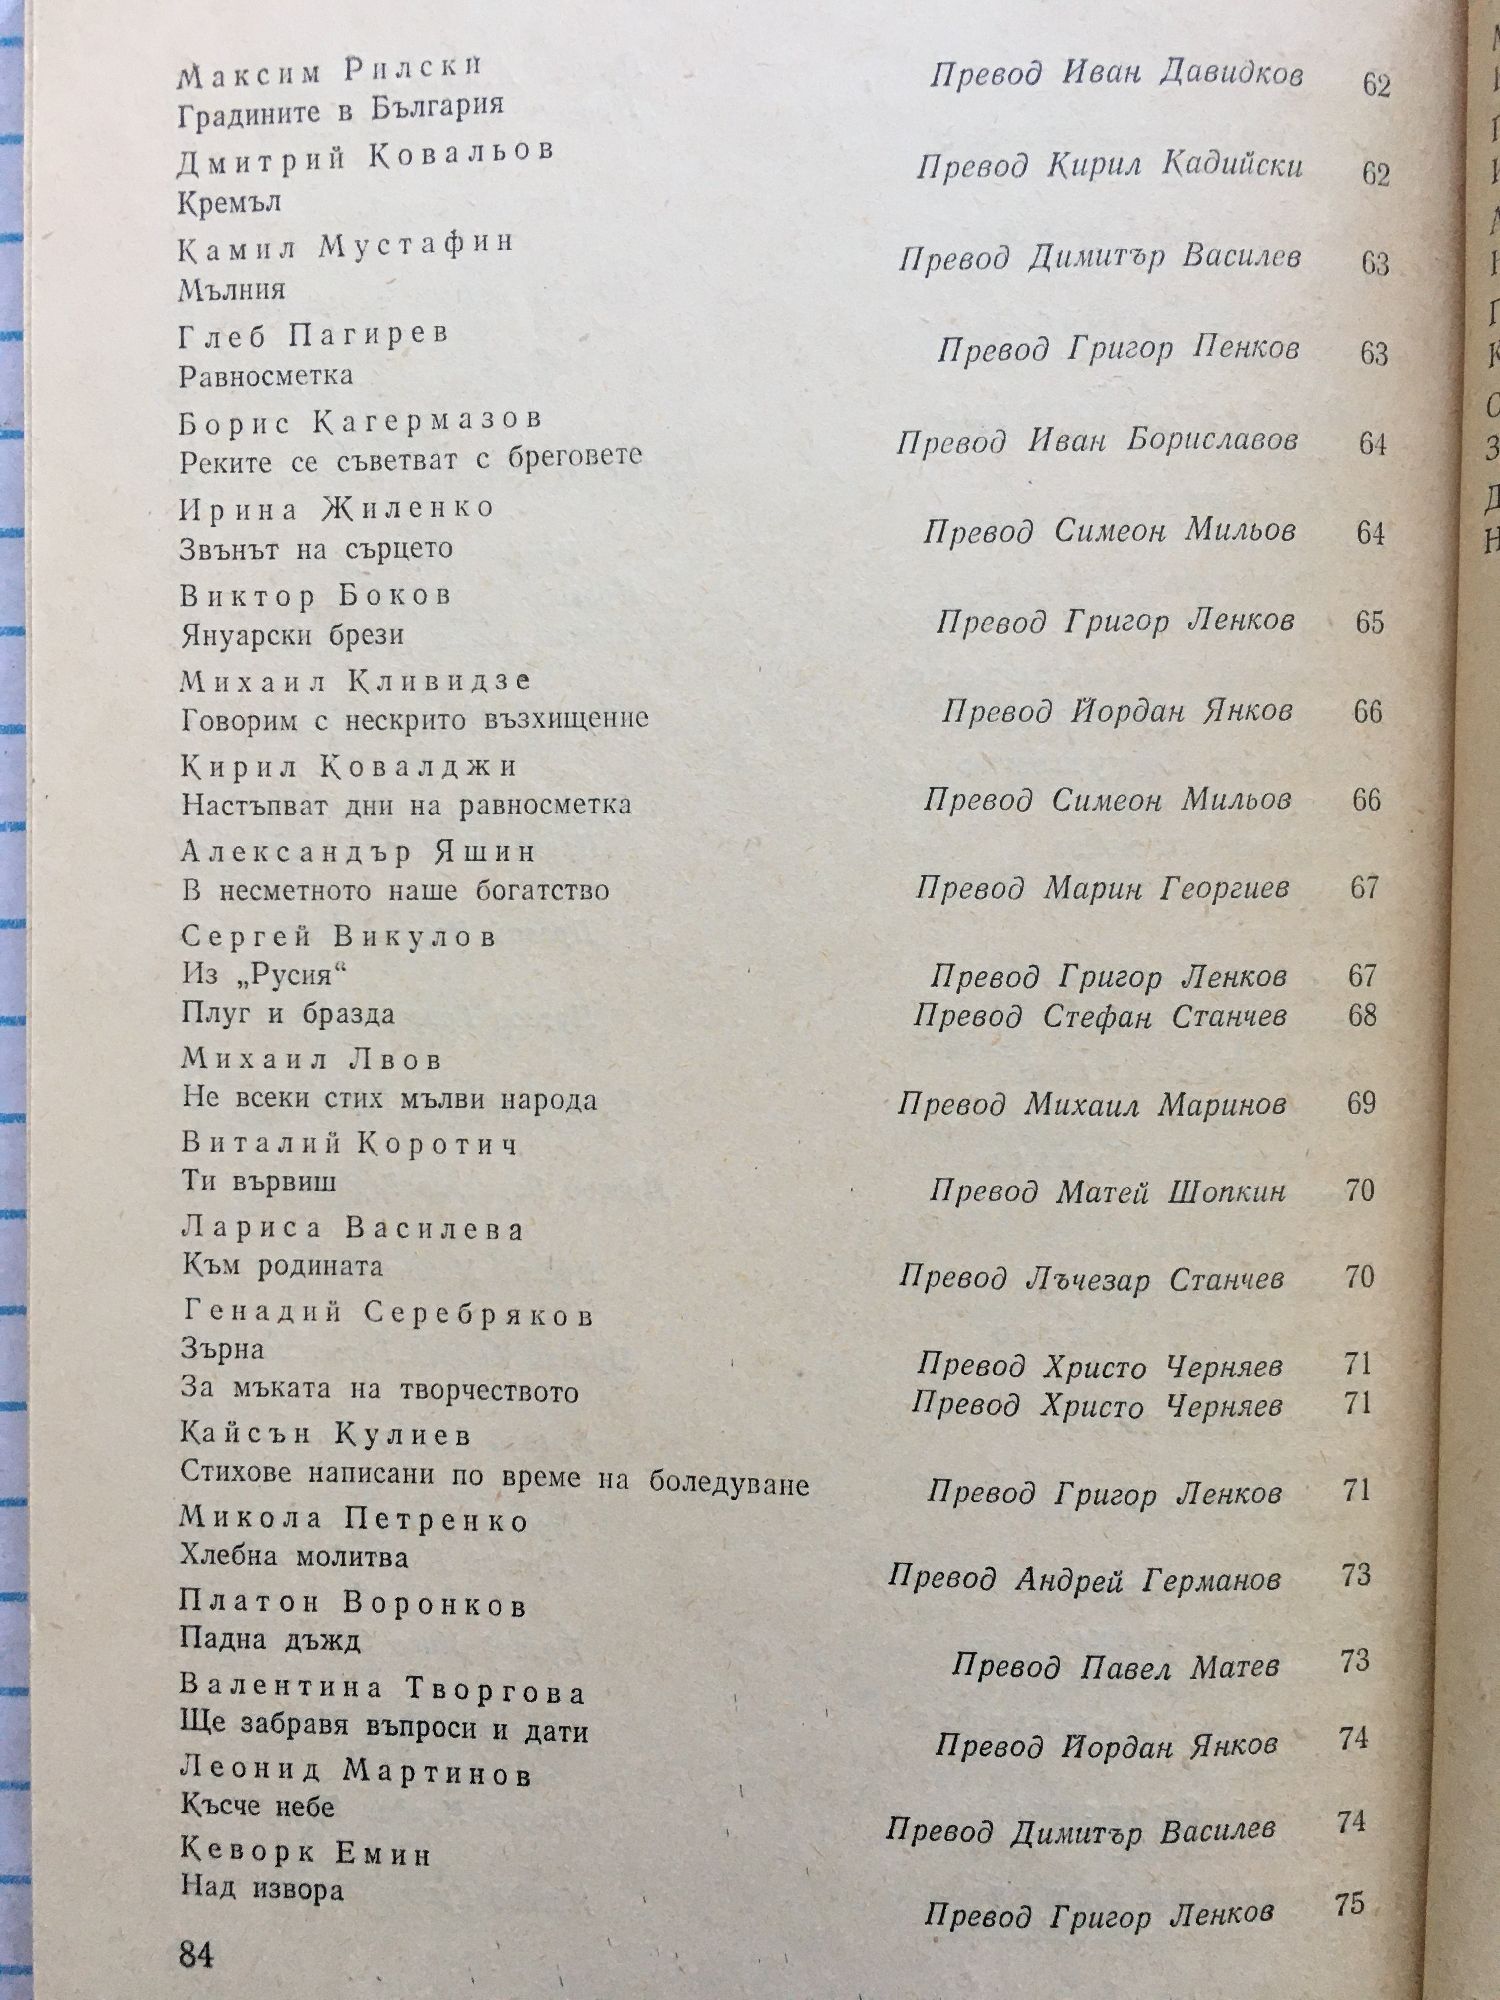 Максим Рилски
Градините в България Превод Иван Давидков 62
Дмитрий Ковальов
Кремъл Превод Кирил Кадийски 62
Камил Мустафин
Мълния Превод Димитър Василев 63
Глеб Пагирев
Равносметка Превод Григор Пенков 63
Борис Кагермазов
Реките се съветват с бреговете Превод Иван Бориславов 64
Ирина Жиленко
Звънът на сърцето Превод Симеон Мильов 64
Виктор Боков
Януарски брези Превод Григор Ленков 65
Михаил Кливидзе
Говорим с нескрито възхищение Превод Йордан Янков 66
Кирил Ковалджи
Настъпват дни на равносметка Превод Симеон Мильов 66
Александър Яшин
В несметното наше богатство Превод Марин Георгиев 67
Сергей Викулов
Из „Русия“ Превод Григор Ленков 67
Плуг и бразда Превод Стефан Станчев 68
Михаил Лвов
Не всеки стих мълви народа Превод Михаил Маринов 69
Виталий Коротич
Ти вървиш Превод Матей Шопкин 70
Лариса Василева
Към родината Превод Лъчезар Станчев 70
Генадий Серебряков
Зърна Превод Христо Черняев 71
За мъката на творчеството Превод Христо Черняев 71
Кайсън Кулиев
Стихове написани по време на боледуване Превод Григор Ленков 71
Микола Петренко
Хлебна молитва Превод Андрей Германов 73
Платон Воронков
Падна дъжд Превод Павел Матев 73
Валентина Творгова
Ще забравя въпроси и дати Превод Йордан Янков 74
Леонид Мартинов
Късче небе Превод Димитър Василев 74
Кеворк Емин
Над извора Превод Григор Ленков 75
84